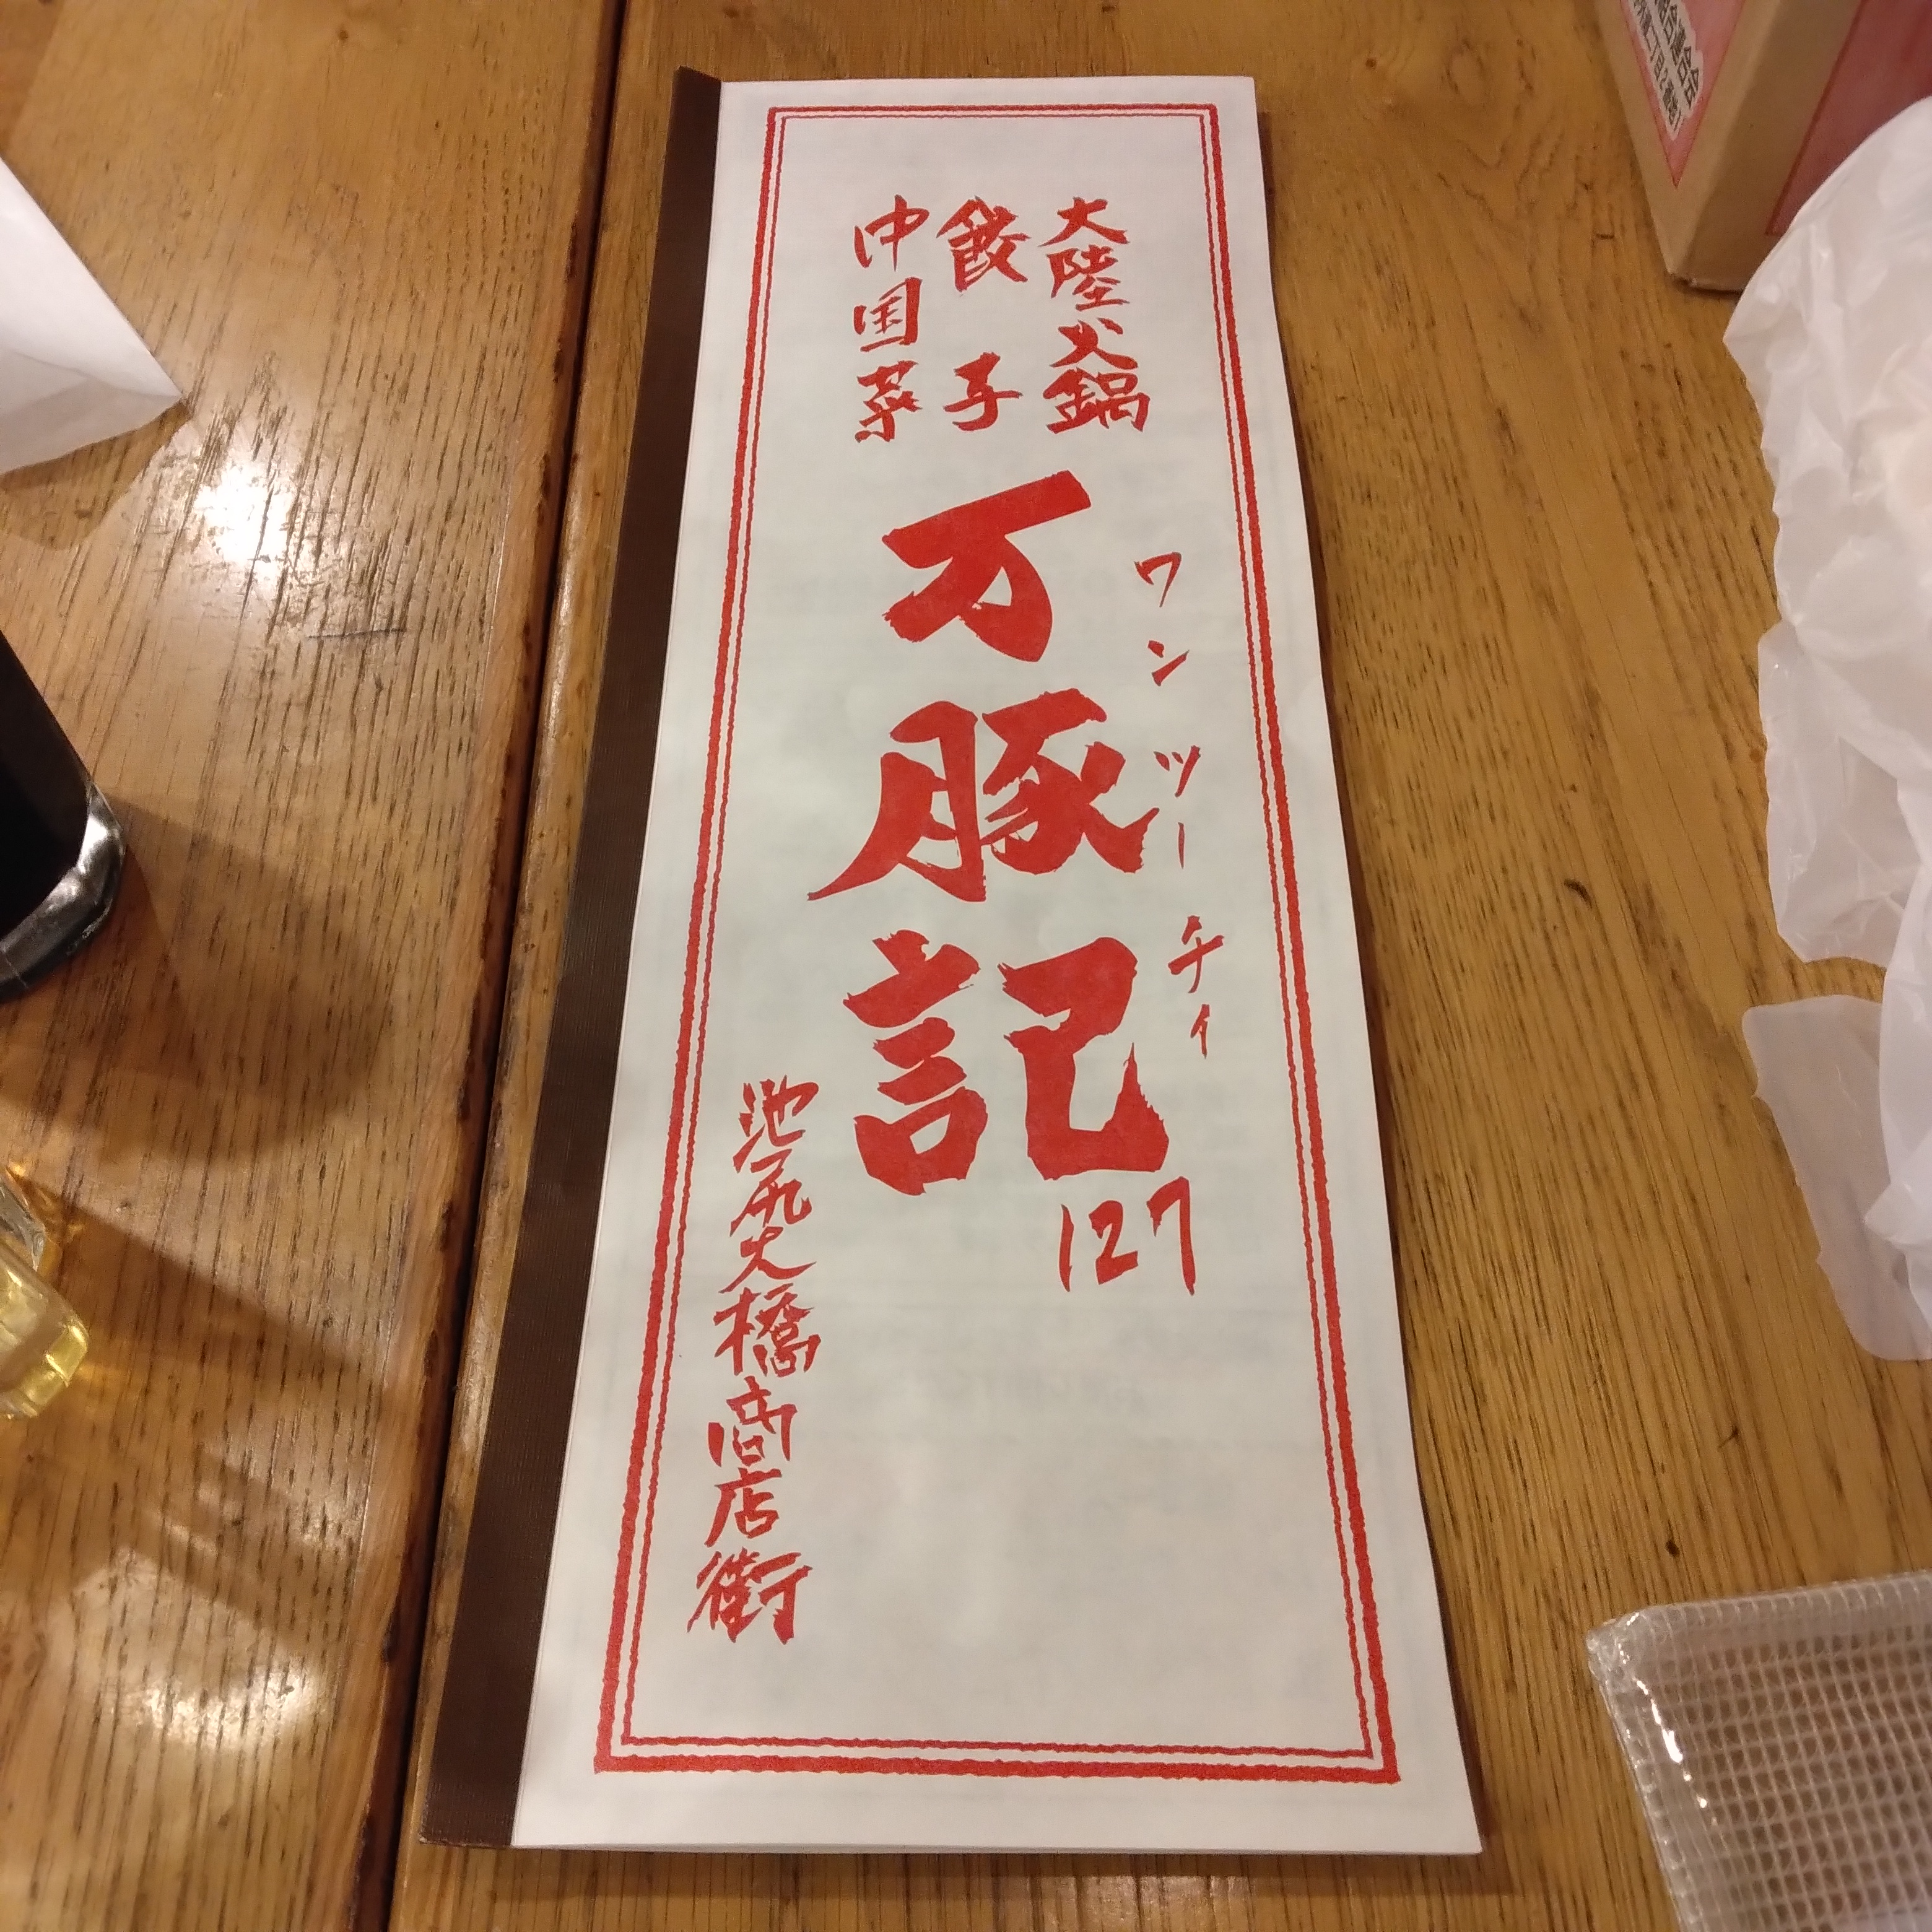 大陸火鍋
餃子
中国菜
万豚記
ワンツーチィ
127
池尻大橋商店街